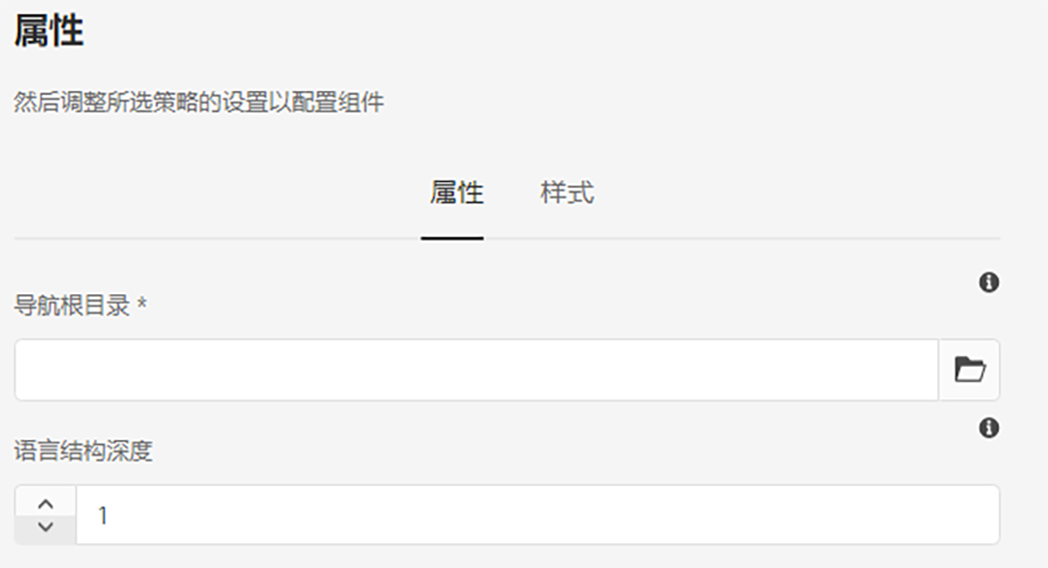 属性
然后调整所选策略的设置以配置组件
属性 样式
导航根目录 *
语言结构深度
1